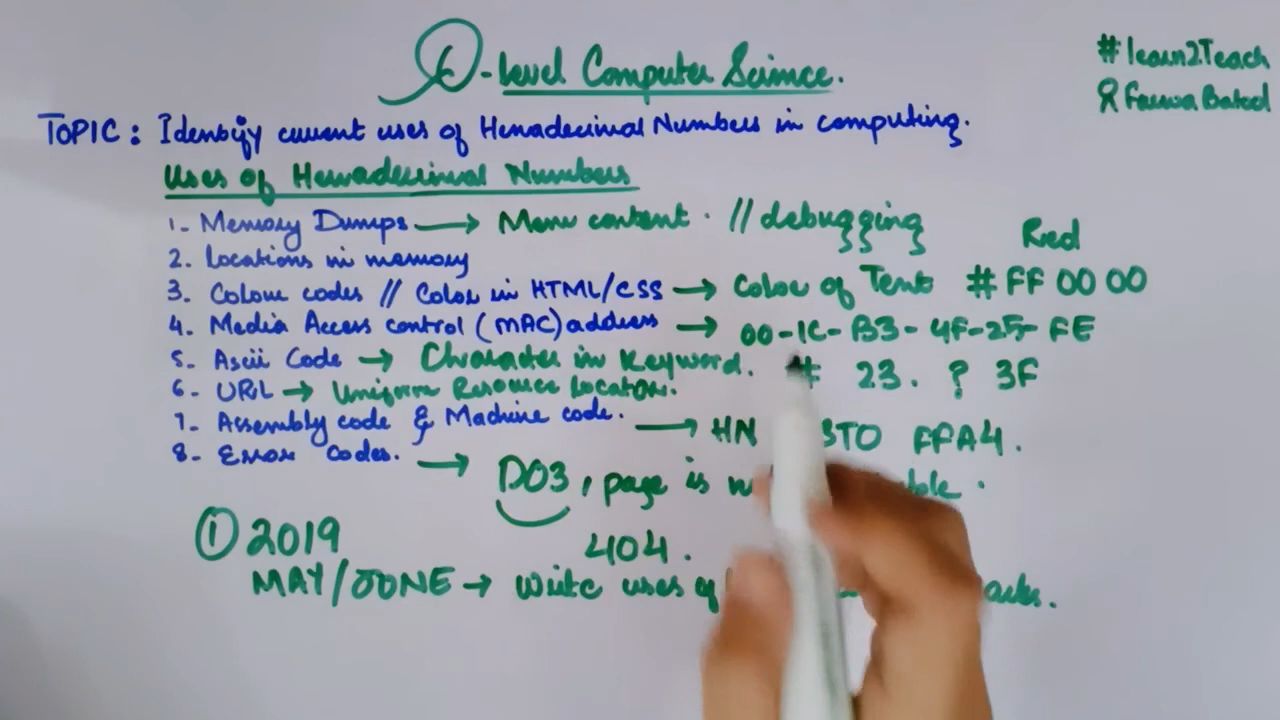 O-level Computer Science.
#learn2Teach
Farwa Batool
TOPIC: Identify current uses of Hexadecimal Numbers in computing.
Uses of Hexadecimal Numbers
1- Memory Dumps → Mem content. // debugging
2. Locations in memory
Red
3. Colour codes // Color in HTML/CSS → Color of Text # FF 00 00
4. Media Access control (MAC) address → 00-1C-B3-4F-25-FE
5. Ascii Code → Character in Keyword. # 23. ? 3F
6- URL → Uniform Resource Locator.
7. Assembly code & Machine code. → HN STO FFA4.
8- Error Codes. → D03, page is
① 2019 404.
MAY/JUNE → Write uses of